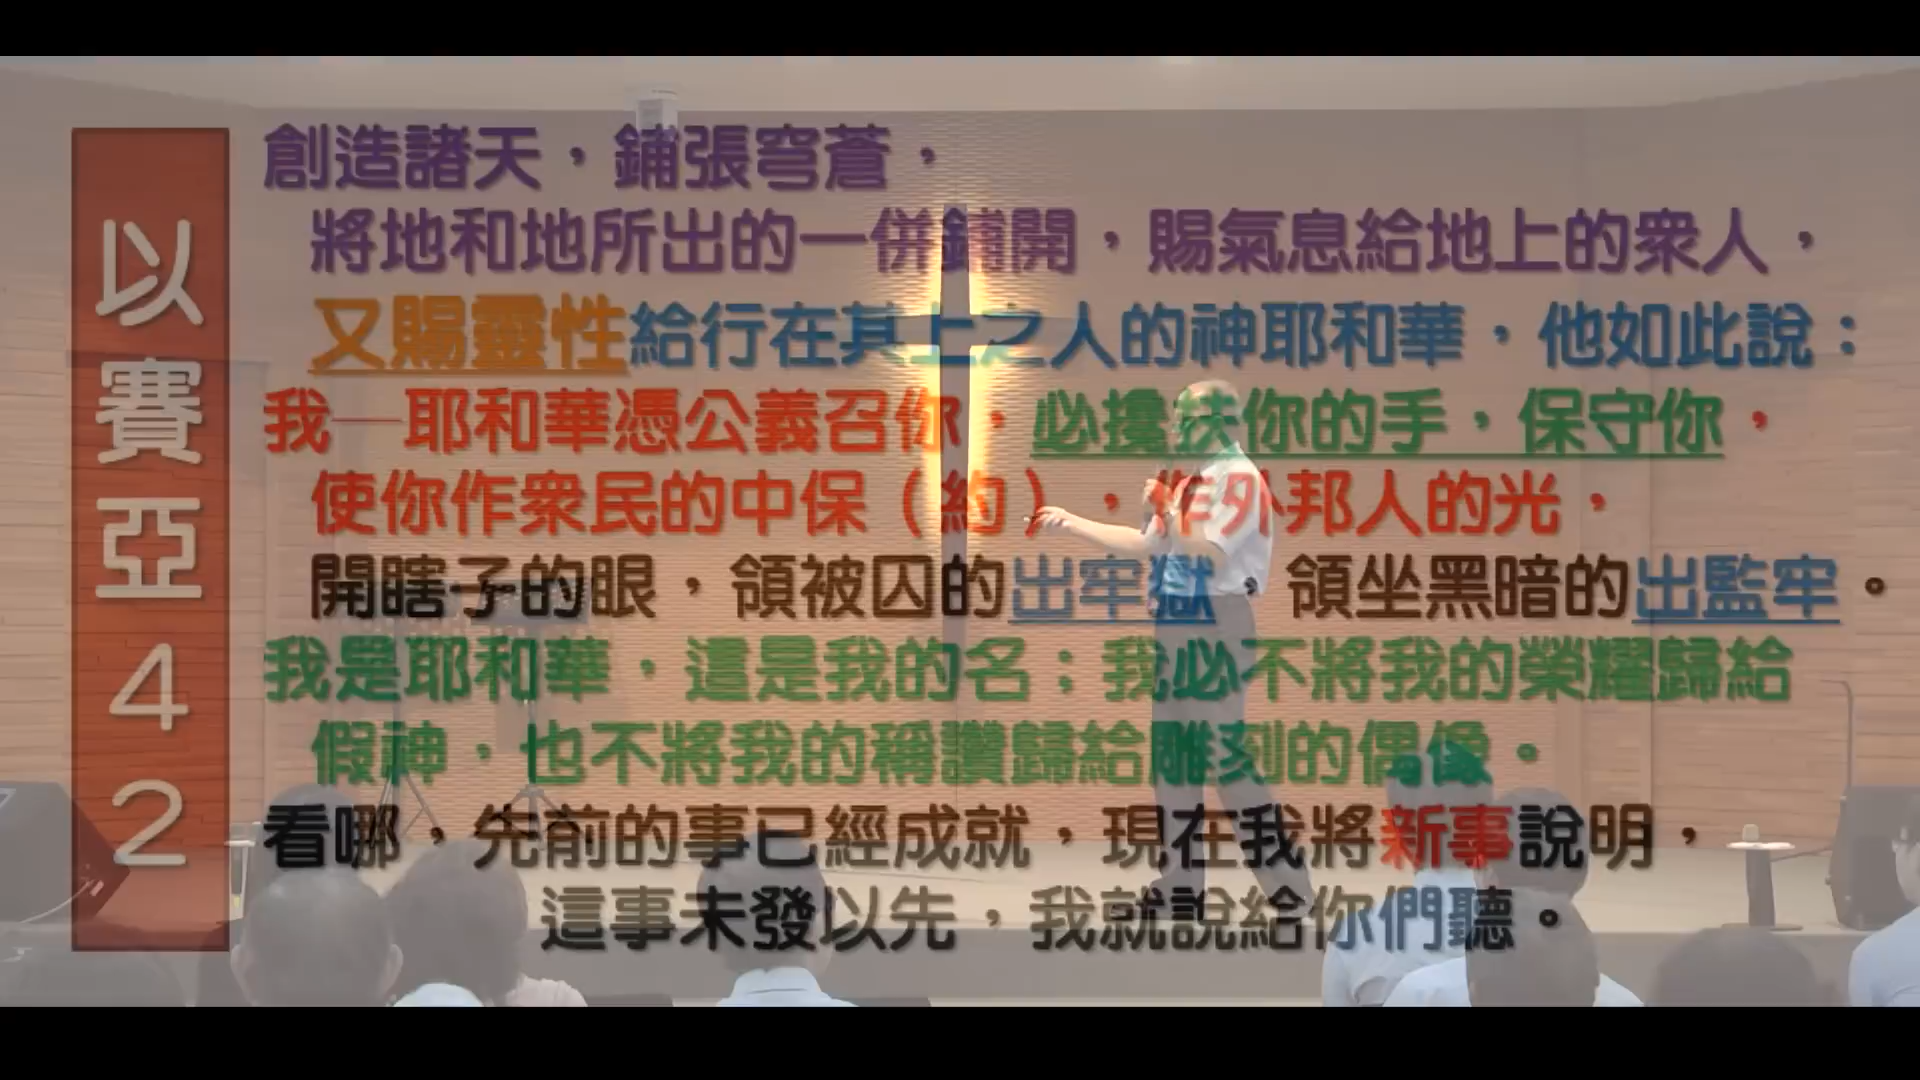 以賽亞42
創造諸天，鋪張穹蒼，
將地和地所出的一併鋪開，賜氣息給地上的眾人，
又賜靈性給行在其上之人的神耶和華，他如此說：
我─耶和華憑公義召你，必攙扶你的手，保守你，
使你作眾民的中保（約），作外邦人的光，
開瞎子的眼，領被囚的出牢獄，領坐黑暗的出監牢。
我是耶和華，這是我的名；我必不將我的榮耀歸給
假神，也不將我的稱讚歸給雕刻的偶像。
看哪，先前的事已經成就，現在我將新事說明，
這事未發以先，我就說給你們聽。